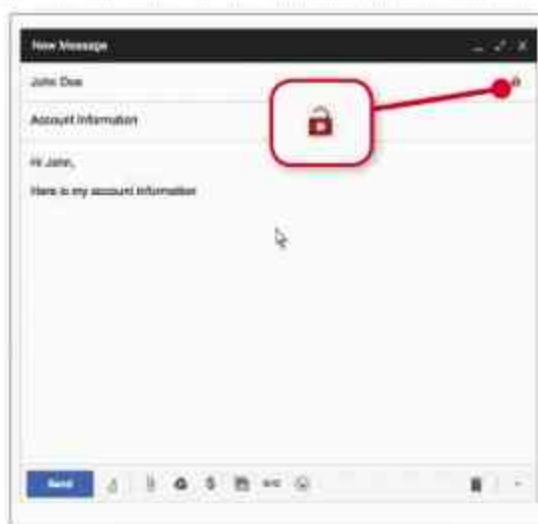 New Message
John Doe
Account Information
Hi John,
Here is my account information
Send